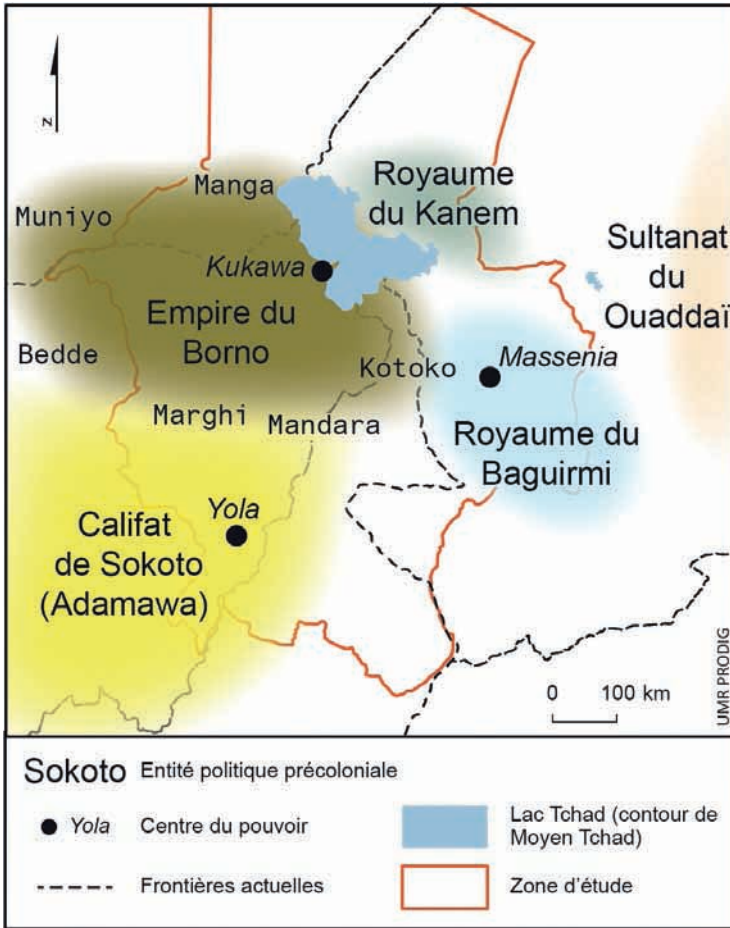 N
Manga
Royaume
du Kanem
Muniyo
Sultanat
du
Ouaddaï
Kukawa
Empire du
Borno
Bedde
Kotoko
Massenia
Marghi
Mandara
Royaume du
Baguirmi
Yola
Califat
de Sokoto
(Adamawa)
0 100 km
UMR PRODIG
Sokoto Entité politique précoloniale
Yola Centre du pouvoir
Lac Tchad (contour de
Moyen Tchad)
Frontières actuelles
Zone d'étude